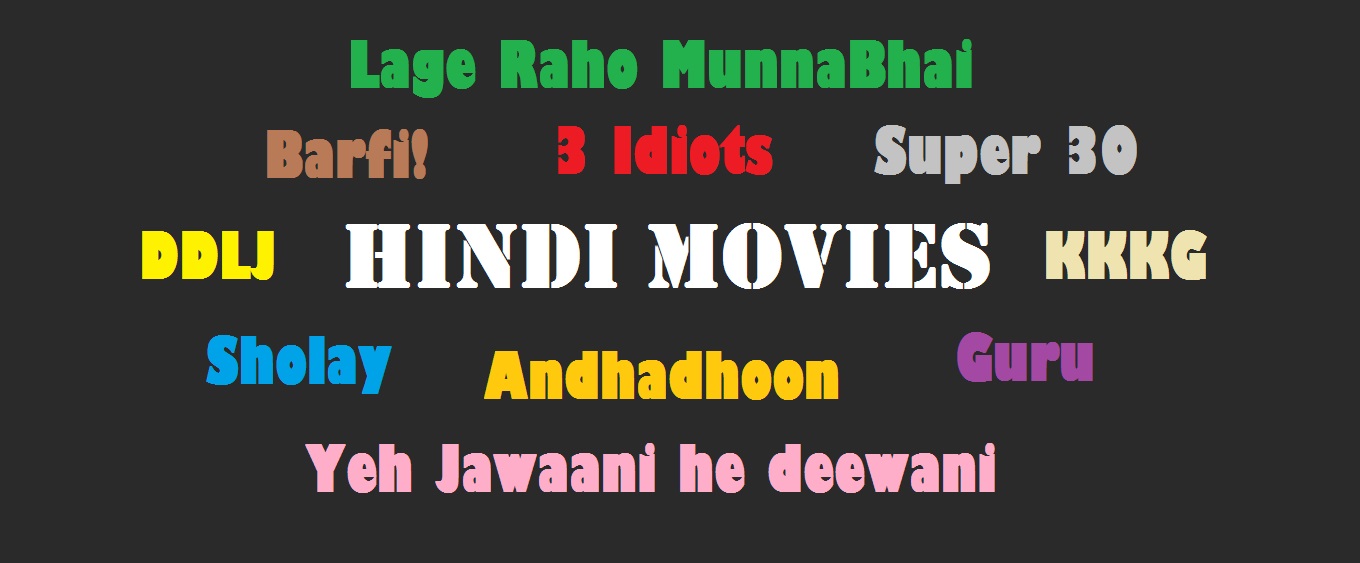 Lage Raho MunnaBhai
Barfi! 3 Idiots Super 30
DDLJ HINDI MOVIES KKKG
Sholay Andhadhoon Guru
Yeh Jawaani he deewani